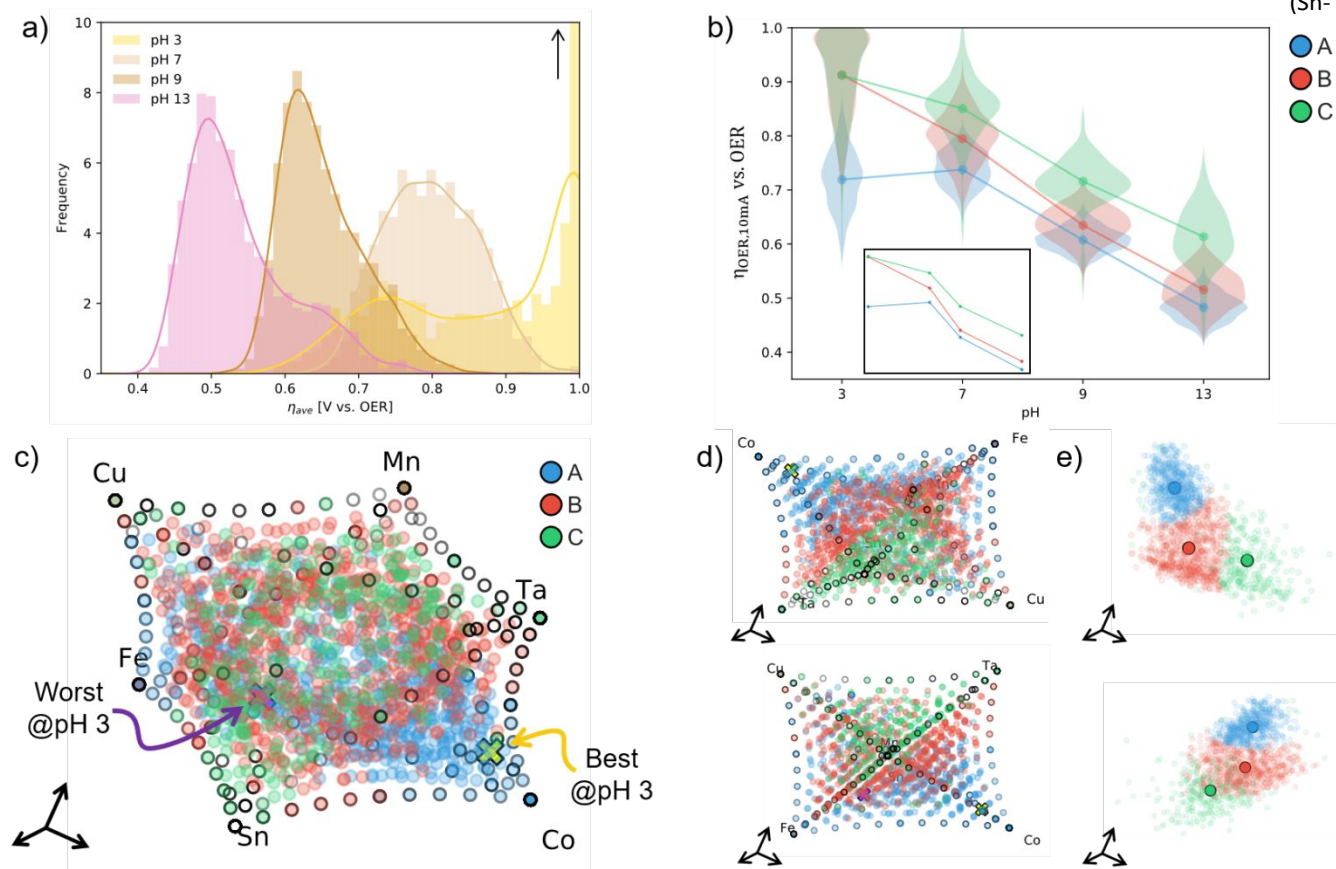 (Sn-
A
B
C
a)
10
8
6
4
2
0
Frequency
pH 3
pH 7
pH 9
pH 13
0.4 0.5 0.6 0.7 0.8 0.9 1.0
ηave [V vs. OER]
b)
1.0
0.9
0.8
0.7
0.6
0.5
0.4
ηOER,10mA vs. OER
3 7 9 13
pH
c)
Cu
Mn
A
B
C
Ta
Fe
Worst
@pH 3
Best
@pH 3
Sn
Co
d)
Co
Fe
Ta
Cu
Cu
Ta
Mn
Fe
Co
e)